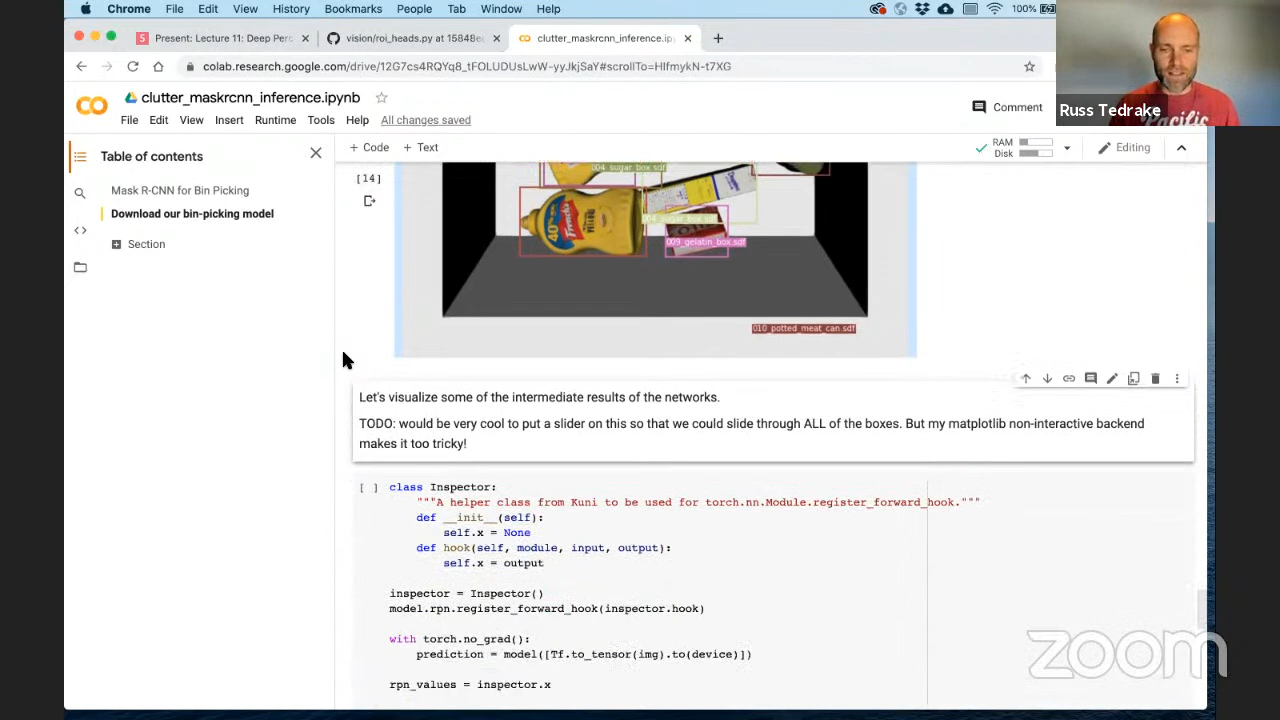 Chrome File Edit View History Bookmarks People Tab Window Help 100%
Present: Lecture 11: Deep Perc
vision/roi_heads.py at 15848e
clutter_maskrcnn_inference.ipy
colab.research.google.com/drive/12G7cs4RQYq8_tFOLUDUsLwW-yyJkjSaY#scrollTo=HIfmykN-t7XG
Russ Tedrake
clutter_maskrcnn_inference.ipynb
Comment
File Edit View Insert Runtime Tools Help All changes saved
Table of contents
+ Code + Text
RAM
Disk
Editing
Mask R-CNN for Bin Picking
Download our bin-picking model
Section
[14]
004_sugar_box.sdf
French's
004_sugar_box.sdf
009_gelatin_box.sdf
010_potted_meat_can.sdf
Let's visualize some of the intermediate results of the networks.
TODO: would be very cool to put a slider on this so that we could slide through ALL of the boxes. But my matplotlib non-interactive backend
makes it too tricky!
[ ] class Inspector:
"""A helper class from Kuni to be used for torch.nn.Module.register_forward_hook."""
def __init__(self):
self.x = None
def hook(self, module, input, output):
self.x = output
inspector = Inspector()
model.rpn.register_forward_hook(inspector.hook)
with torch.no_grad():
prediction = model([Tf.to_tensor(img).to(device)])
rpn_values = inspector.x
zoom